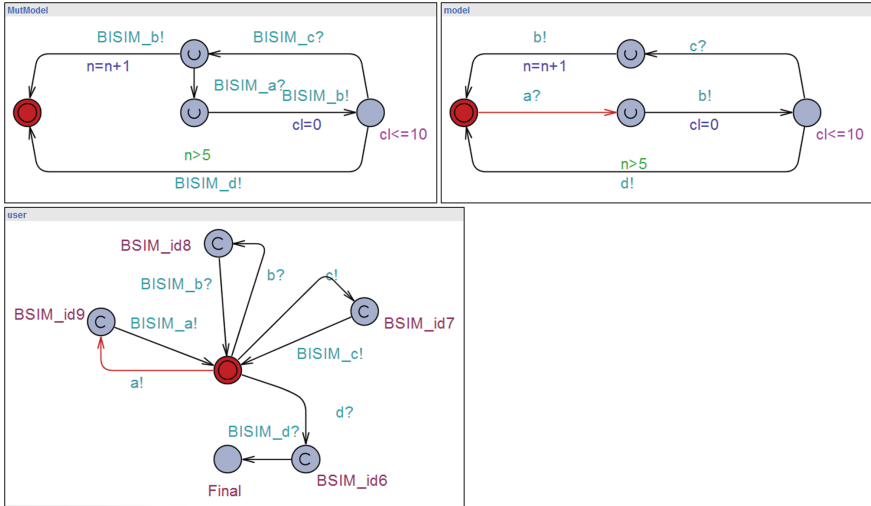 MutModel
BISIM_b!
BISIM_c?
n=n+1
BISIM_a?
BISIM_b!
cl=0
cl<=10
n>5
BISIM_d!
model
b!
c?
n=n+1
a?
b!
cl=0
cl<=10
n>5
d!
user
BSIM_id8
BISIM_b?
b?
c!
BSIM_id9
BISIM_a!
BSIM_id7
BISIM_c!
a!
d?
BISIM_d?
BSIM_id6
Final
U
U
U
U
C
C
C
C